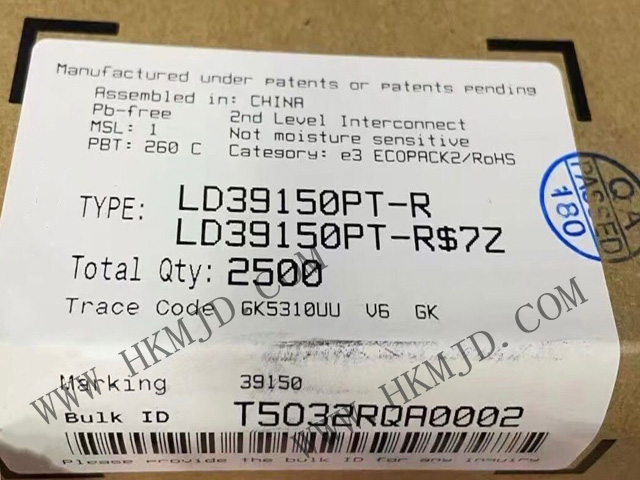 Manufactured under patents or patents pending
Assembled in: CHINA
Pb-free 2nd Level Interconnect
MSL: 1 Not moisture sensitive
PBT: 260 C Category: e3 ECOPACK2/RoHS
TYPE: LD39150PT-R
LD39150PT-R$7Z
Total Qty: 2500
Trace Code GK5310UU V6 GK
Marking 39150
Bulk ID T5032RQA0002
Please provide the bulk ID for any inquiry
QA
PASSED
180
WWW.HKMJD.COM
WWW.HKMJD.COM